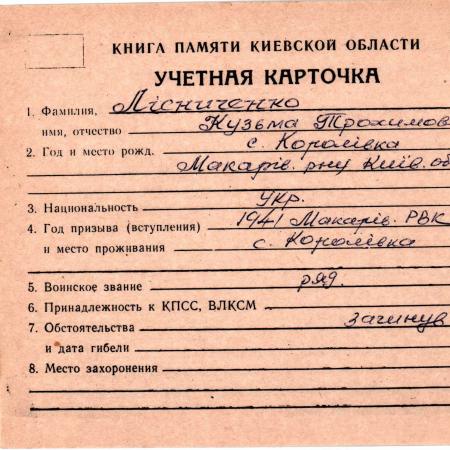 КНИГА ПАМЯТИ КИЕВСКОЙ ОБЛАСТИ
УЧЕТНАЯ КАРТОЧКА
1. Фамилия, Лісниченко
имя, отчество Кузьма Трохимов
2. Год и место рожд. с. Королівка
Макарів. р-ну Київ. об
3. Национальность укр.
4. Год призыва (вступления) 1941 Макарів. РВК
и место проживания с. Королівка
5. Воинское звание ряд.
6. Принадлежность к КПСС, ВЛКСМ
7. Обстоятельства загинув
и дата гибели
8. Место захоронения